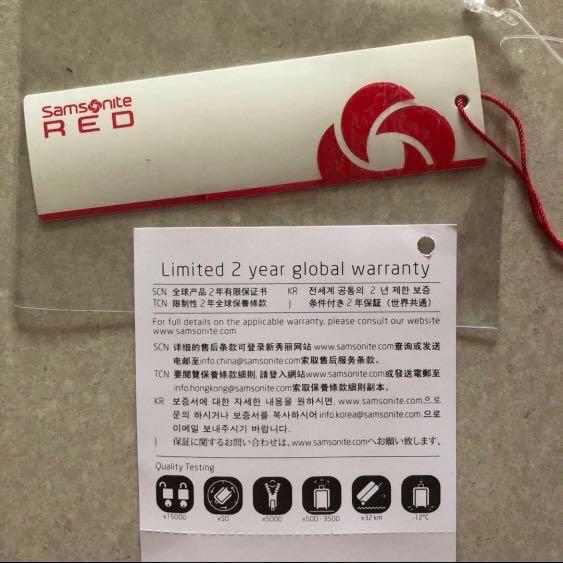 Samsonite
RED
Limited 2 year global warranty
SCN 全球产品2年有限保证书 KR 전세계 공통의 2 년 제한 보증
TCN 限制性2年全球保養條款 J 条件付き2年保証（世界共通）
For full details on the applicable warranty, please consult our website
www.samsonite.com
SCN 详细的售后条款可登录新秀丽网站 www.samsonite.com查询或发送
电邮至info.china@samsonite.com索取售后服务条款。
TCN 要閱覽保養條款細則,請登入網站www.samsonite.com或發送電郵至
info.hongkong@samsonite.com索取保養條款細則副本。
KR 보증서에 대한 자세한 내용을 원하시면, www.samsonite.com으로
문의 하시거나 보증서를 복사하시어 info.korea@samsonite.com 으로
이메일 보내주시기 바랍니다.
J 保証に関するお問い合わせは、www.samsonite.comへお願い致します。
Quality Testing
x15000 x50 x5000 x500-3500 x32 km -12°C